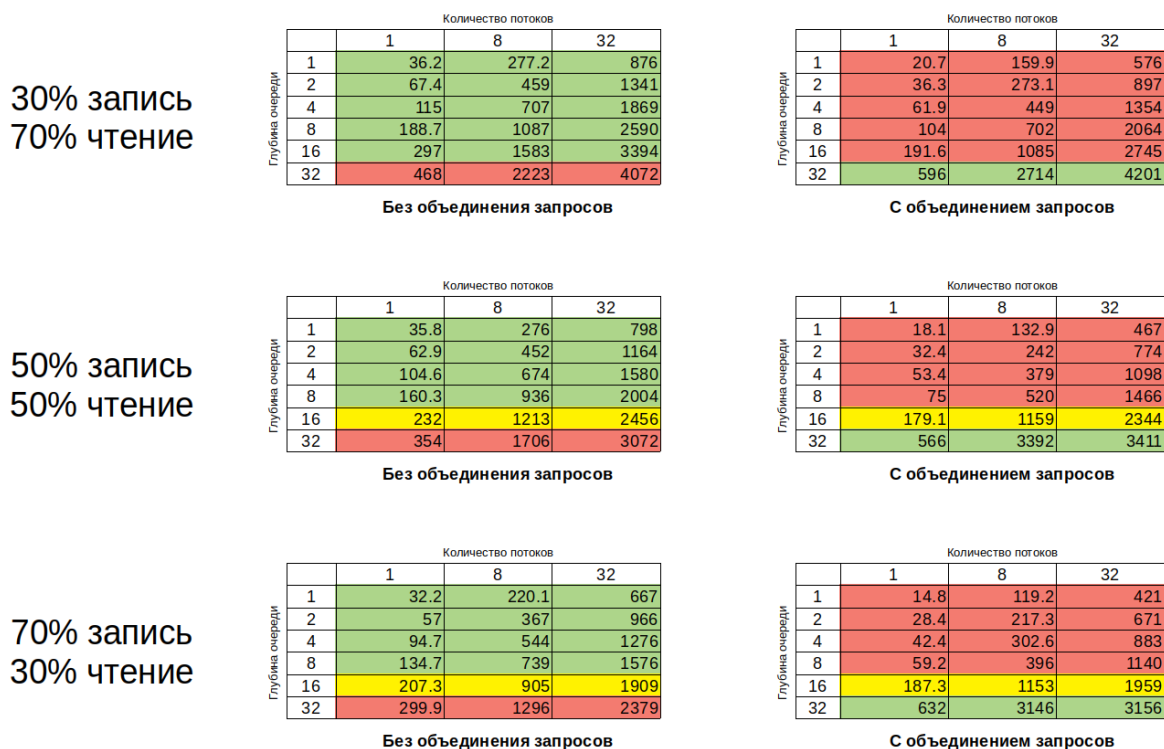 Количество потоков Количество потоков
1 8 32 1 8 32
1 36.2 277.2 876 1 20.7 159.9 576
2 67.4 459 1341 2 36.3 273.1 897
30% запись Глубина очереди 4 115 707 1869 Глубина очереди 4 61.9 449 1354
70% чтение 8 188.7 1087 2590 8 104 702 2064
16 297 1583 3394 16 191.6 1085 2745
32 468 2223 4072 32 596 2714 4201
Без объединения запросов С объединением запросов
Количество потоков Количество потоков
1 8 32 1 8 32
1 35.8 276 798 1 18.1 132.9 467
2 62.9 452 1164 2 32.4 242 774
50% запись Глубина очереди 4 104.6 674 1580 Глубина очереди 4 53.4 379 1098
50% чтение 8 160.3 936 2004 8 75 520 1466
16 232 1213 2456 16 179.1 1159 2344
32 354 1706 3072 32 566 3392 3411
Без объединения запросов С объединением запросов
Количество потоков Количество потоков
1 8 32 1 8 32
1 32.2 220.1 667 1 14.8 119.2 421
2 57 367 966 2 28.4 217.3 671
70% запись Глубина очереди 4 94.7 544 1276 Глубина очереди 4 42.4 302.6 883
30% чтение 8 134.7 739 1576 8 59.2 396 1140
16 207.3 905 1909 16 187.3 1153 1959
32 299.9 1296 2379 32 632 3146 3156
Без объединения запросов С объединением запросов